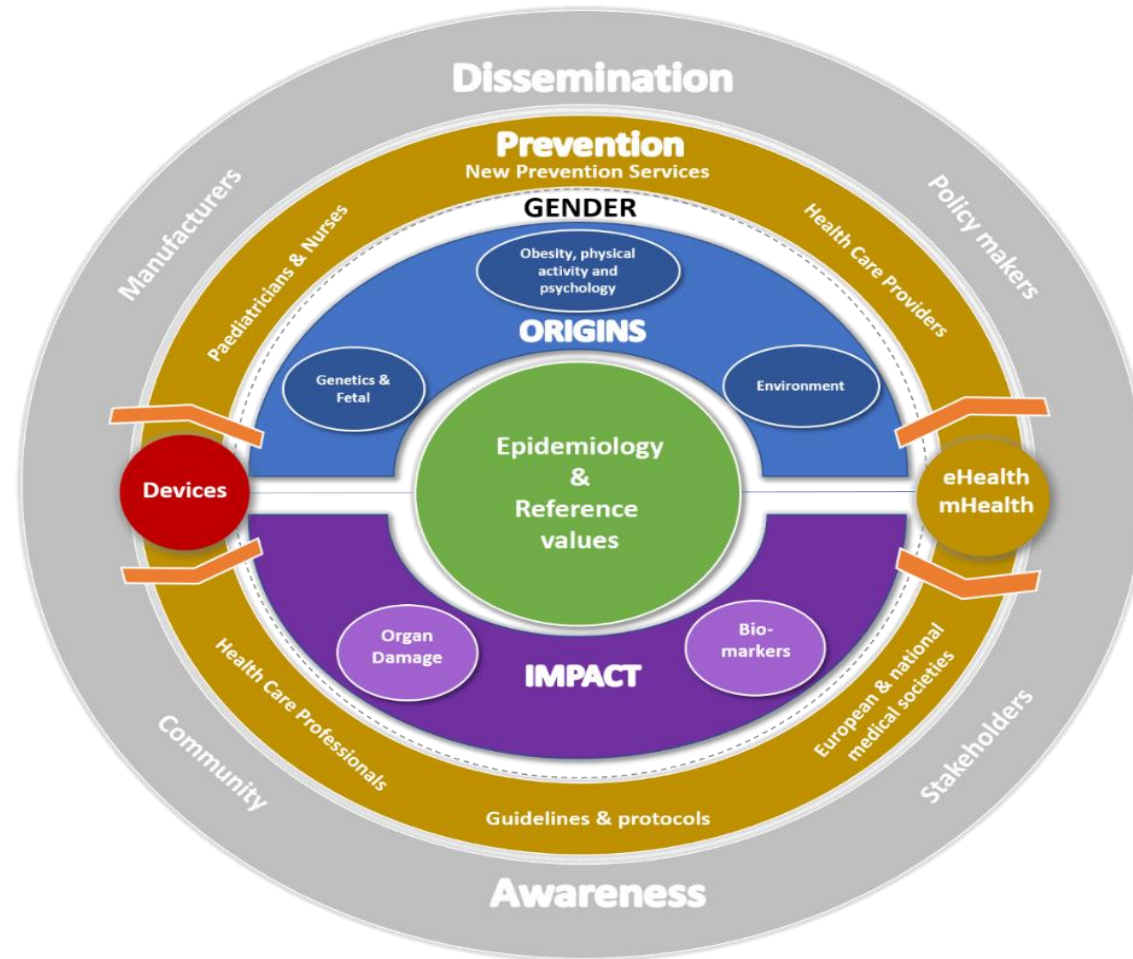 Dissemination
Prevention
New Prevention Services
GENDER
Manufacturers
Paediatricians & Nurses
Health Care Providers
Policy makers
Obesity, physical
activity and
psychology
ORIGINS
Genetics &
Fetal
Environment
Epidemiology
&
Reference
values
Devices
eHealth
mHealth
Organ
Damage
Bio-
markers
IMPACT
Health Care Professionals
European & national
medical societies
Community
Stakeholders
Guidelines & protocols
Awareness